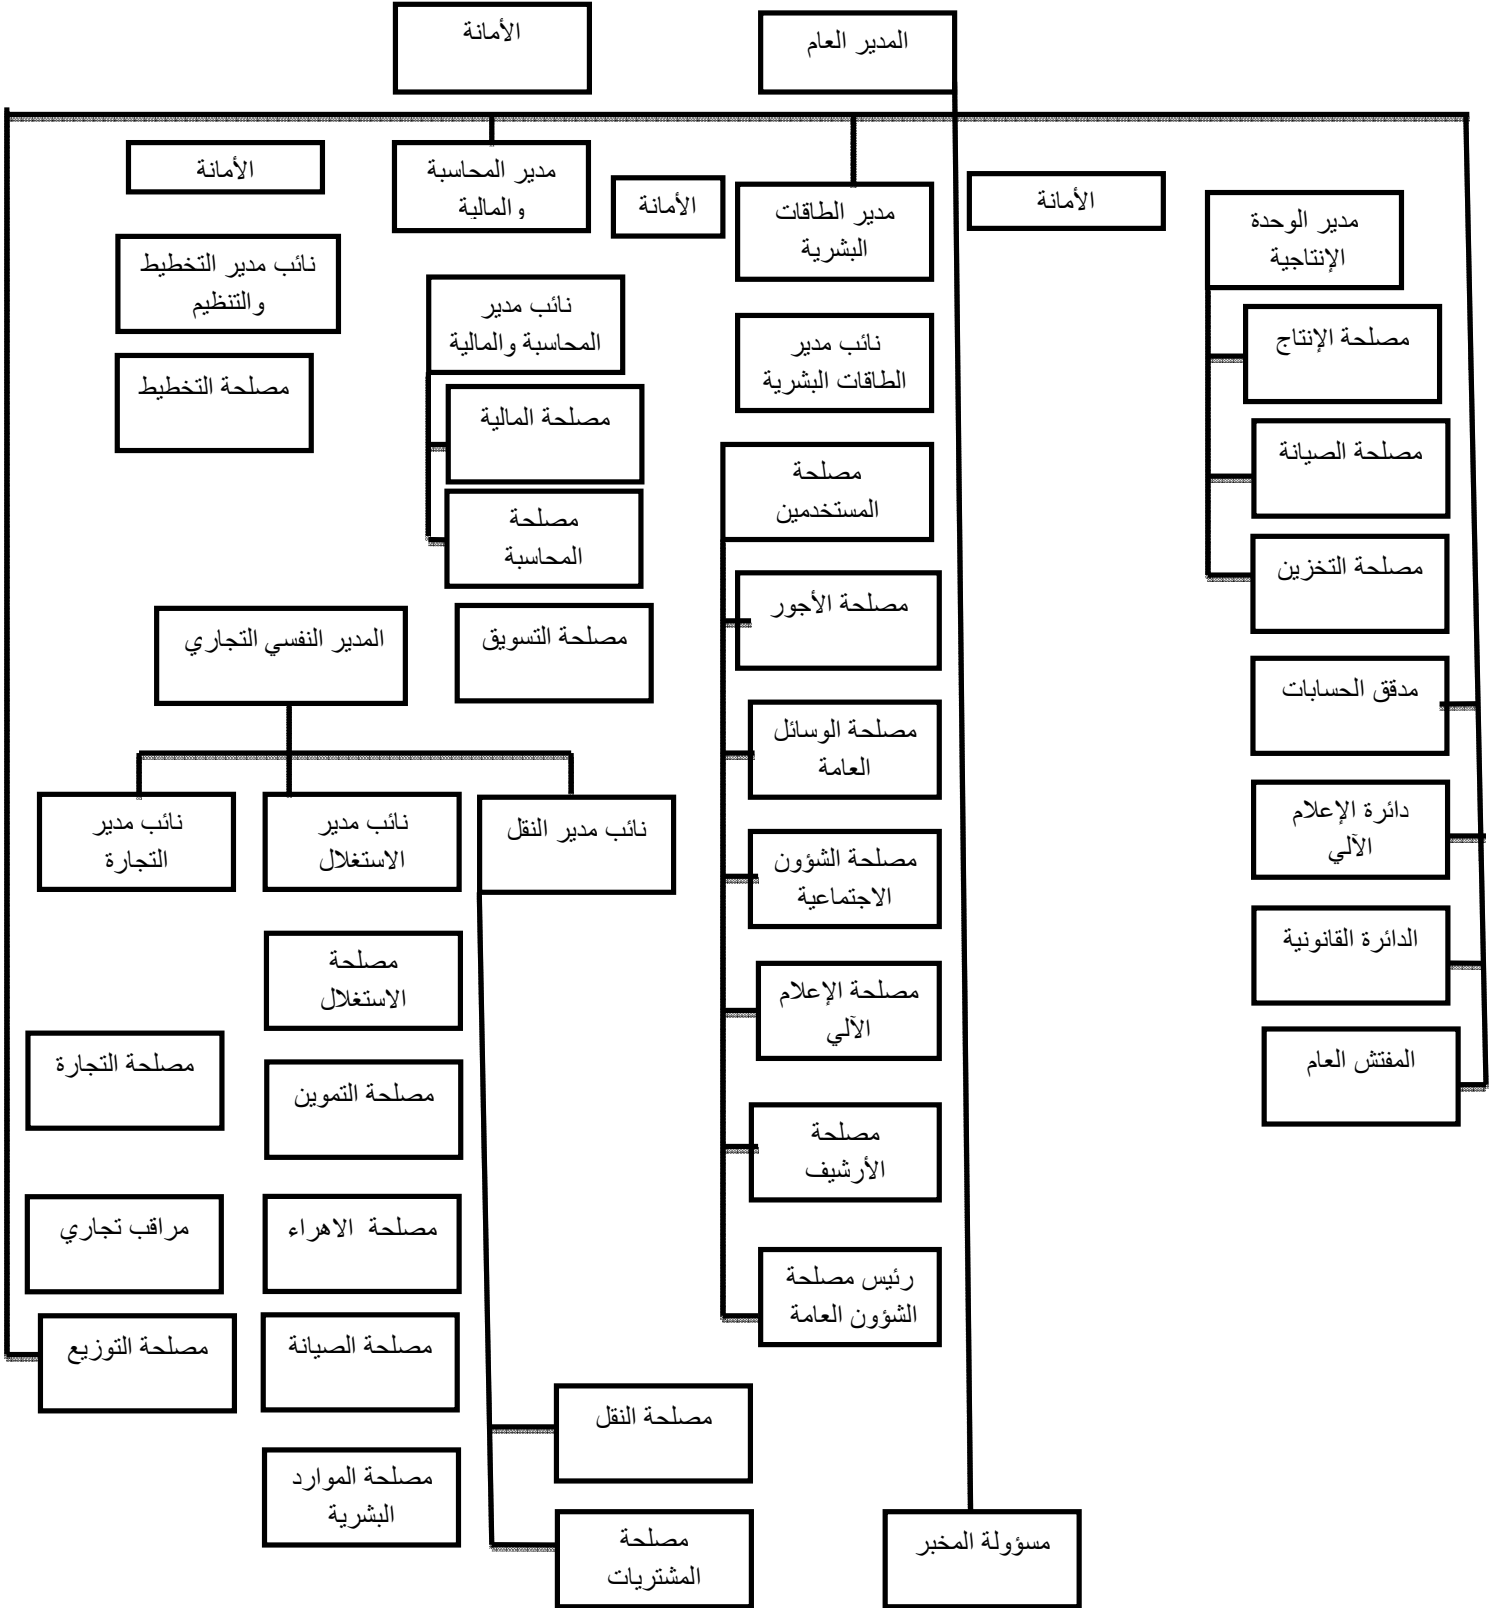 المدير العام
الأمانة
مدير الوحدة
الإنتاجية
الأمانة
مدير الطاقات
البشرية
الأمانة
مدير المحاسبة
والمالية
الأمانة
مصلحة الإنتاج
مصلحة الصيانة
مصلحة التخزين
مدقق الحسابات
دائرة الإعلام
الآلي
الدائرة القانونية
المفتش العام
نائب مدير
الطاقات البشرية
مصلحة
المستخدمين
مصلحة الأجور
مصلحة الوسائل
العامة
مصلحة الشؤون
الاجتماعية
مصلحة الإعلام
الآلي
مصلحة
الأرشيف
رئيس مصلحة
الشؤون العامة
مسؤولة المخبر
نائب مدير
المحاسبة والمالية
مصلحة المالية
مصلحة
المحاسبة
مصلحة التسويق
نائب مدير التخطيط
والتنظيم
مصلحة التخطيط
المدير النفسي التجاري
نائب مدير النقل
نائب مدير
الاستغلال
نائب مدير
التجارة
مصلحة النقل
مصلحة
المشتريات
مصلحة
الاستغلال
مصلحة التموين
مصلحة الاهراء
مصلحة الصيانة
مصلحة الموارد
البشرية
مصلحة التجارة
مراقب تجاري
مصلحة التوزيع